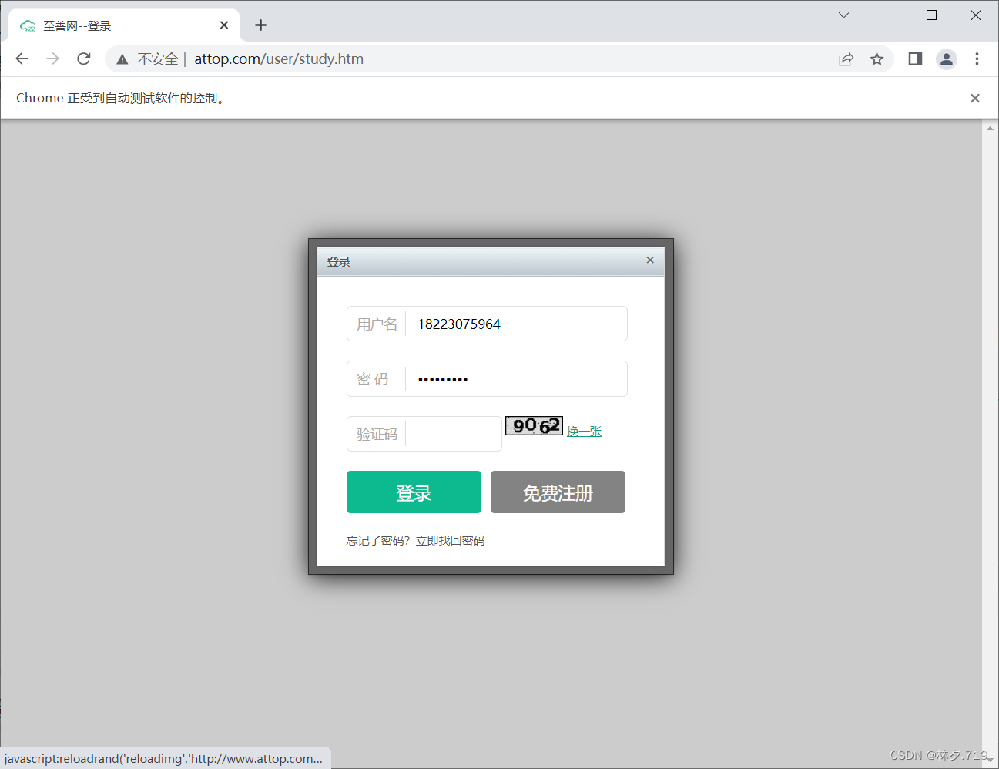 至善网--登录
不安全 | attop.com/user/study.htm
Chrome 正受到自动测试软件的控制。
登录
用户名 18223075964
密 码 •••••••••
验证码 9062 换一张
登录 免费注册
忘记了密码？立即找回密码
javascript:reloadrand('reloadimg','http://www.attop.com...
CSDN @林夕.719